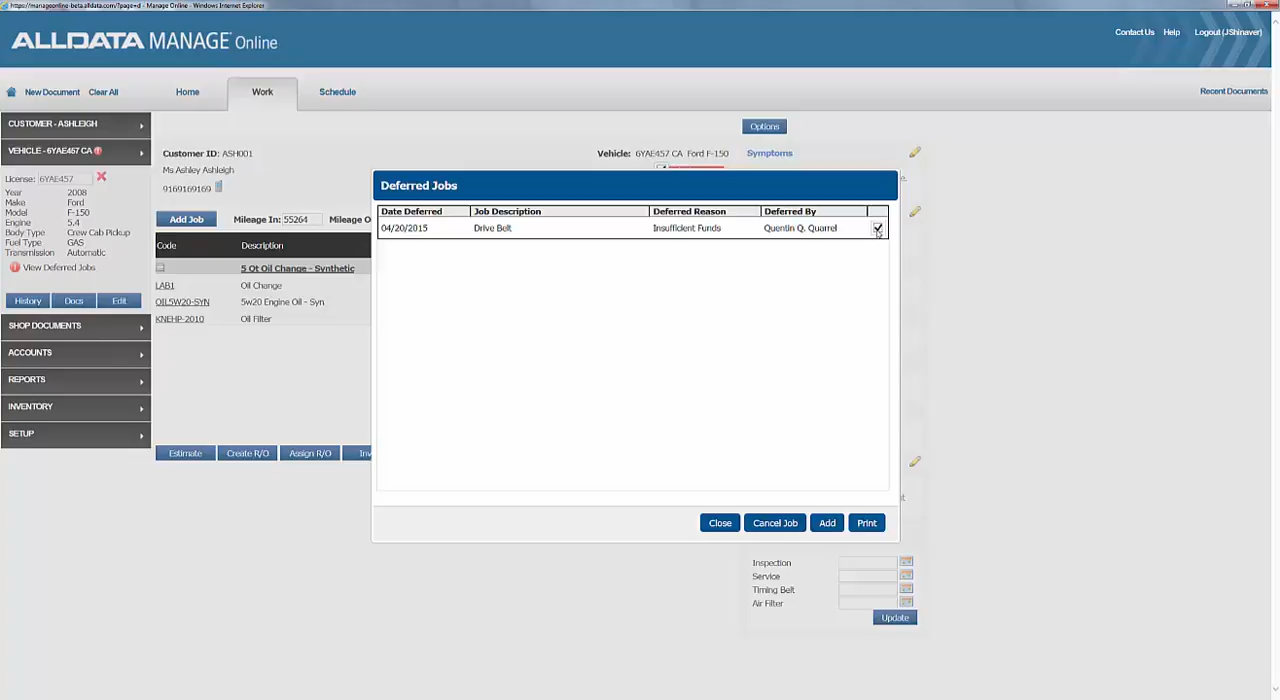 https://manageonline-beta.alldata.com/?page=d - Manage Online - Windows Internet Explorer
ALLDATA MANAGE Online
Contact Us Help Logout (JShinaver)
New Document Clear All Home Work Schedule Recent Documents
CUSTOMER - ASHLEIGH
VEHICLE - 6YAE457 CA
License: 6YAE457
Year 2008
Make Ford
Model F-150
Engine 5.4
Body Type Crew Cab Pickup
Fuel Type GAS
Transmission Automatic
View Deferred Jobs
History Docs Edit
SHOP DOCUMENTS
ACCOUNTS
REPORTS
INVENTORY
SETUP
Options
Customer ID: ASH001
Ms Ashley Ashleigh
9169169169
Vehicle: 6YAE457 CA Ford F-150 Symptoms
Add Job Mileage In: 55264 Mileage O
Code Description
5 Qt Oil Change - Synthetic
LAB1 Oil Change
OIL5W20-SYN 5w20 Engine Oil - Syn
KNEHP-2010 Oil Filter
Estimate Create R/O Assign R/O Inv
Deferred Jobs
Date Deferred Job Description Deferred Reason Deferred By
04/20/2015 Drive Belt Insufficient Funds Quentin Q. Quarrel
Close Cancel Job Add Print
Inspection
Service
Timing Belt
Air Filter
Update